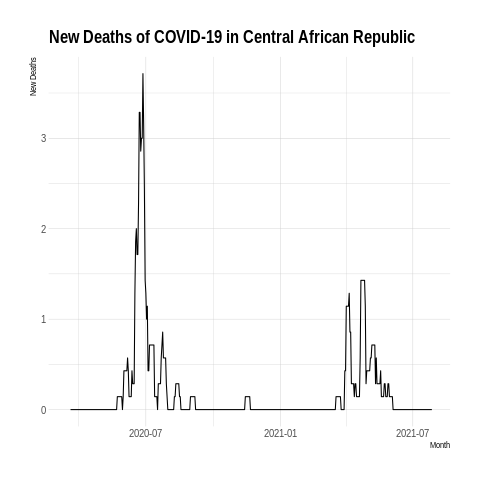 New Deaths of COVID-19 in Central African Republic
New Deaths
3
2
1
0
2020-07
2021-01
2021-07
Month